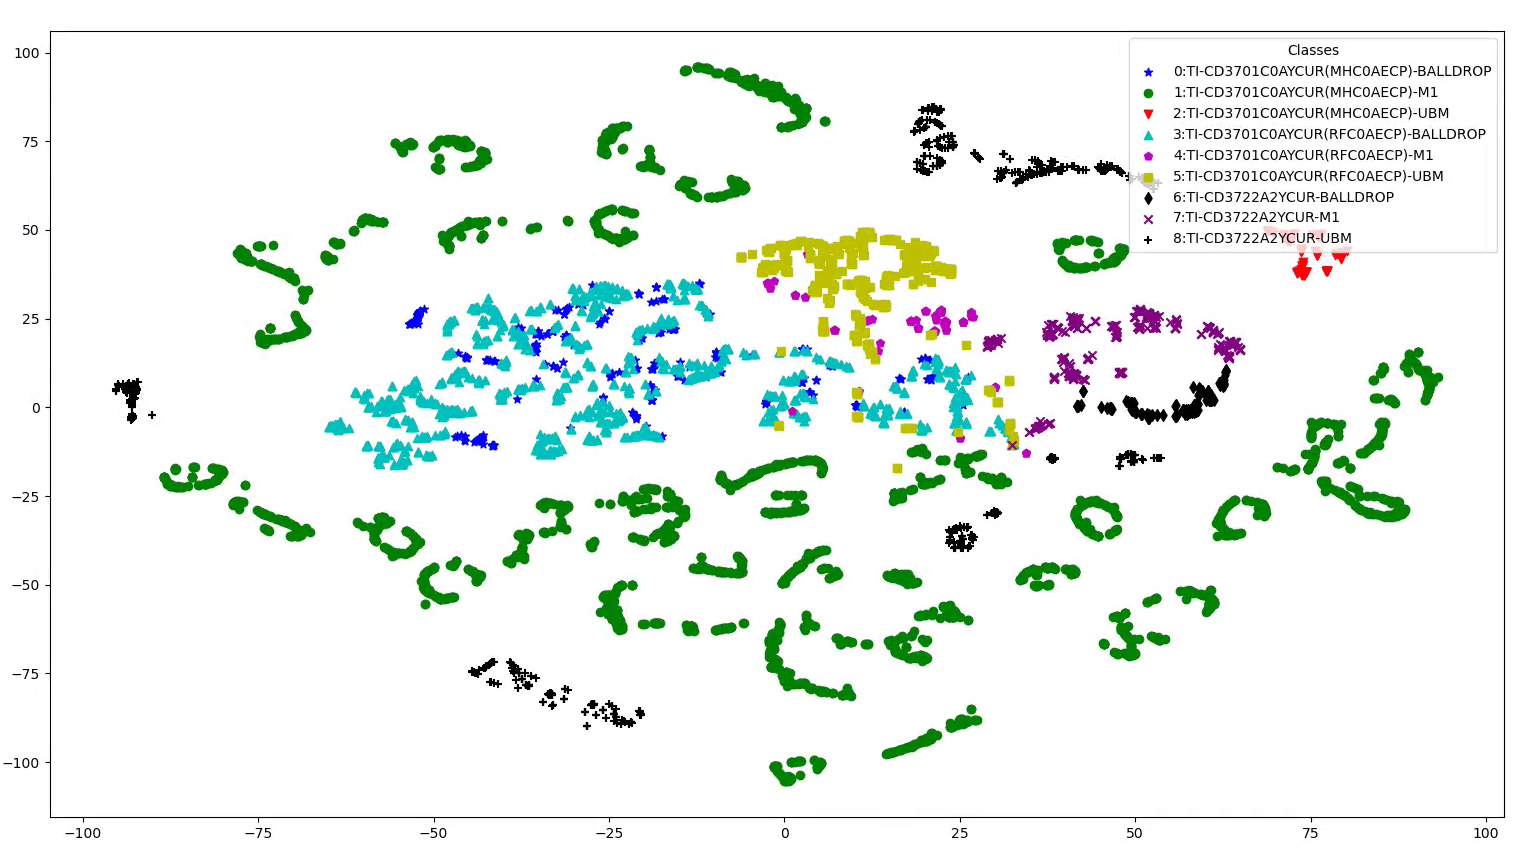 Classes
0:TI-CD3701C0AYCUR(MHC0AECP)-BALLDROP
1:TI-CD3701C0AYCUR(MHC0AECP)-M1
2:TI-CD3701C0AYCUR(MHC0AECP)-UBM
3:TI-CD3701C0AYCUR(RFC0AECP)-BALLDROP
4:TI-CD3701C0AYCUR(RFC0AECP)-M1
5:TI-CD3701C0AYCUR(RFC0AECP)-UBM
6:TI-CD3722A2YCUR-BALLDROP
7:TI-CD3722A2YCUR-M1
8:TI-CD3722A2YCUR-UBM
100
75
50
25
0
−25
−50
−75
−100
−100 −75 −50 −25 0 25 50 75 100